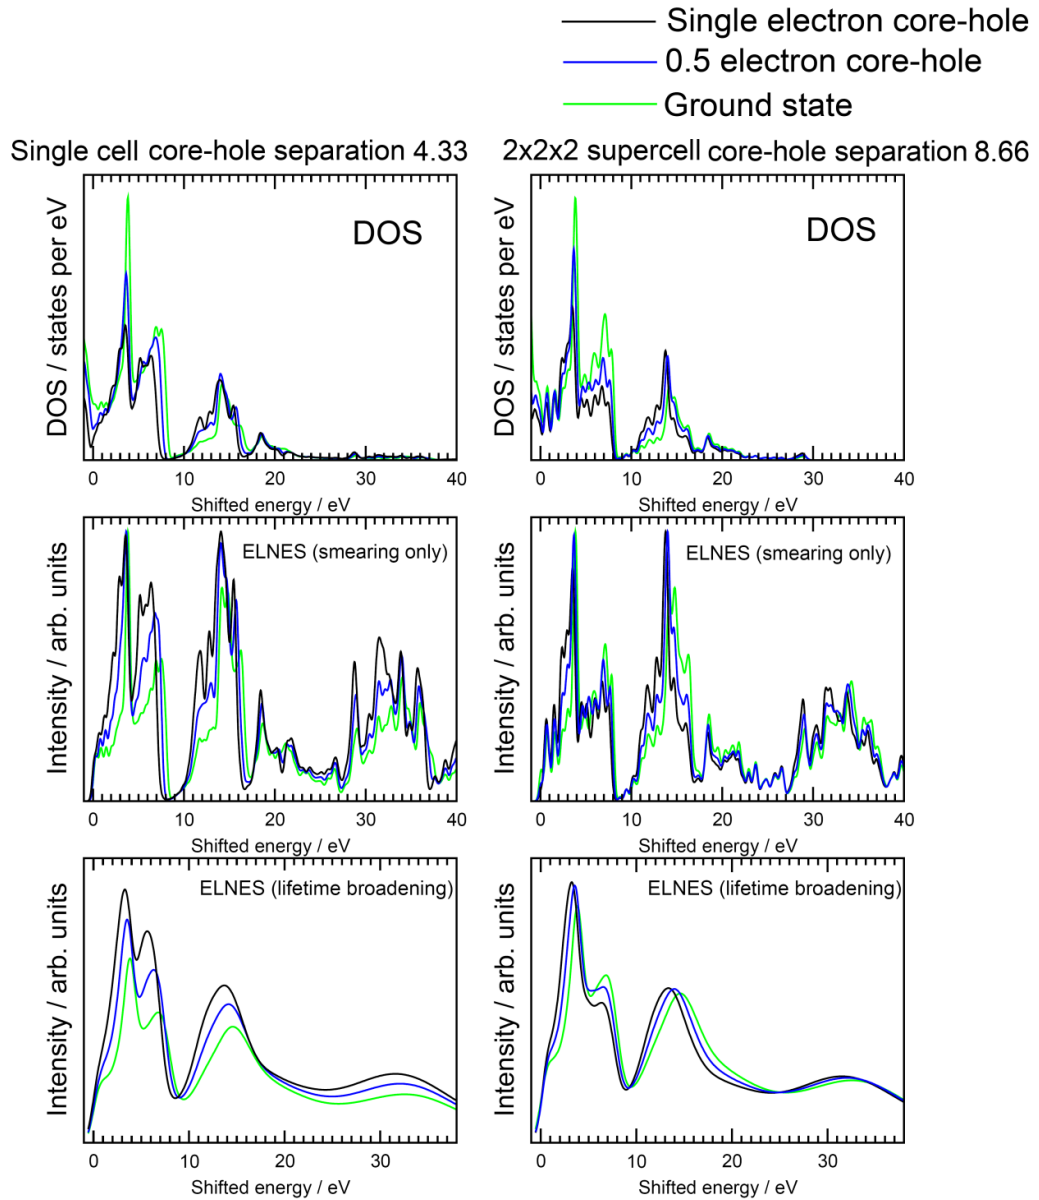 Single electron core-hole
0.5 electron core-hole
Ground state
Single cell core-hole separation 4.33
2x2x2 supercell core-hole separation 8.66
DOS / states per eV
DOS
0 10 20 30 40
Shifted energy / eV
DOS / states per eV
DOS
0 10 20 30 40
Shifted energy / eV
Intensity / arb. units
ELNES (smearing only)
0 10 20 30 40
Shifted energy / eV
Intensity / arb. units
ELNES (smearing only)
0 10 20 30 40
Shifted energy / eV
Intensity / arb. units
ELNES (lifetime broadening)
0 10 20 30
Shifted energy / eV
Intensity / arb. units
ELNES (lifetime broadening)
0 10 20 30
Shifted energy / eV